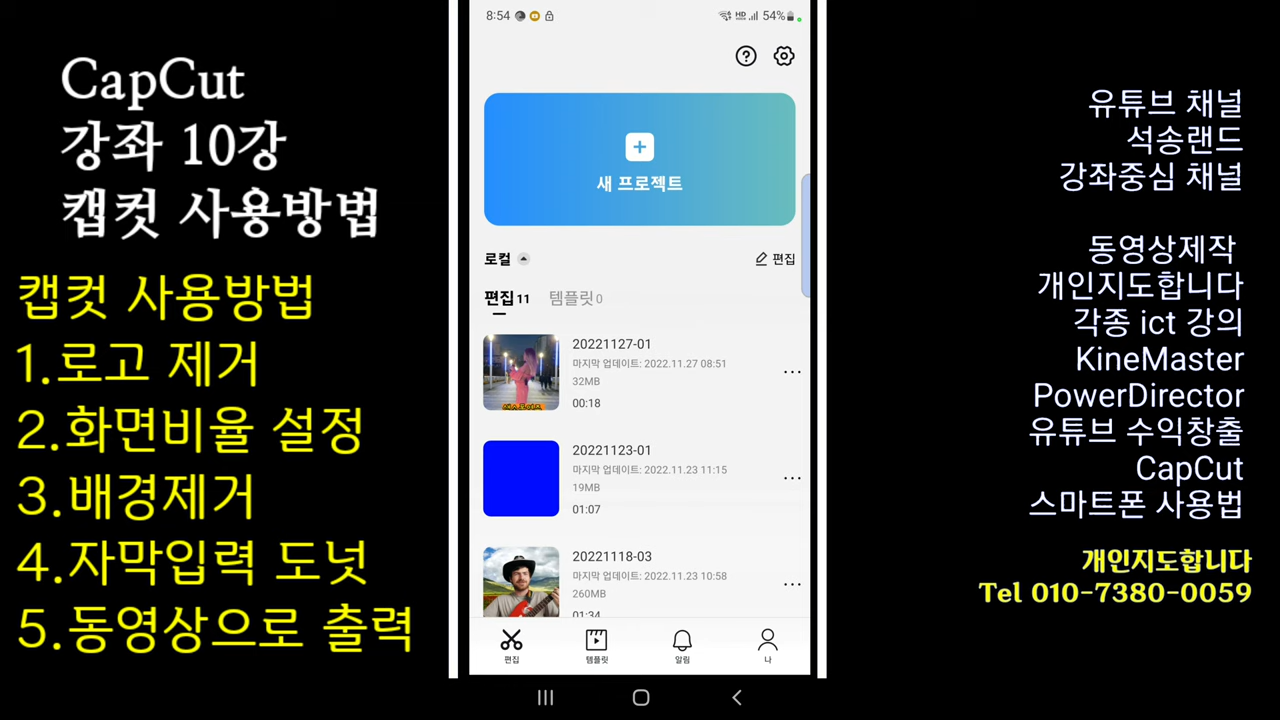 CapCut
강좌 10강
캡컷 사용방법
캡컷 사용방법
1.로고 제거
2.화면비율 설정
3.배경제거
4.자막입력 도넛
5.동영상으로 출력
8:54
54%
새 프로젝트
로컬
편집
편집 11
템플릿 0
20221127-01
마지막 업데이트: 2022.11.27 08:51
32MB
00:18
20221123-01
마지막 업데이트: 2022.11.23 11:15
19MB
01:07
20221118-03
마지막 업데이트: 2022.11.23 10:58
260MB
01:34
편집
템플릿
알림
나
유튜브 채널
석송랜드
강좌중심 채널
동영상제작
개인지도합니다
각종 ict 강의
KineMaster
PowerDirector
유튜브 수익창출
CapCut
스마트폰 사용법
개인지도합니다
Tel 010-7380-0059